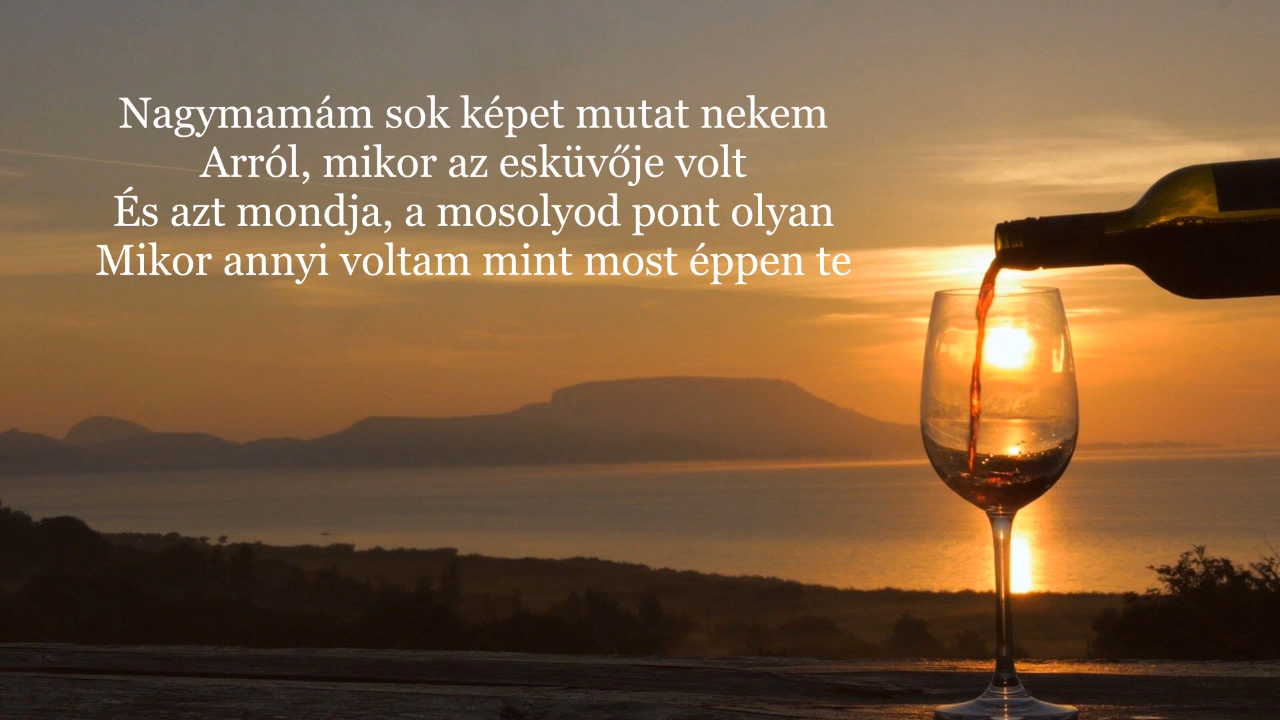 Nagymamám sok képet mutat nekem
Arról, mikor az esküvője volt
És azt mondja, a mosolyod pont olyan
Mikor annyi voltam mint most éppen te